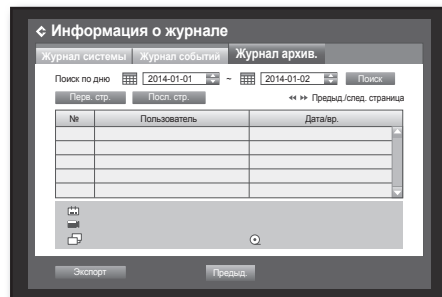 Информация о журнале
Журнал системы Журнал событий Журнал архив.
Поиск по дню 2014-01-01 ~ 2014-01-02 Поиск
Перв. стр. Посл. стр. Предыд./след. страница
№ Пользователь Дата/вр.
Экспорт Предыд.